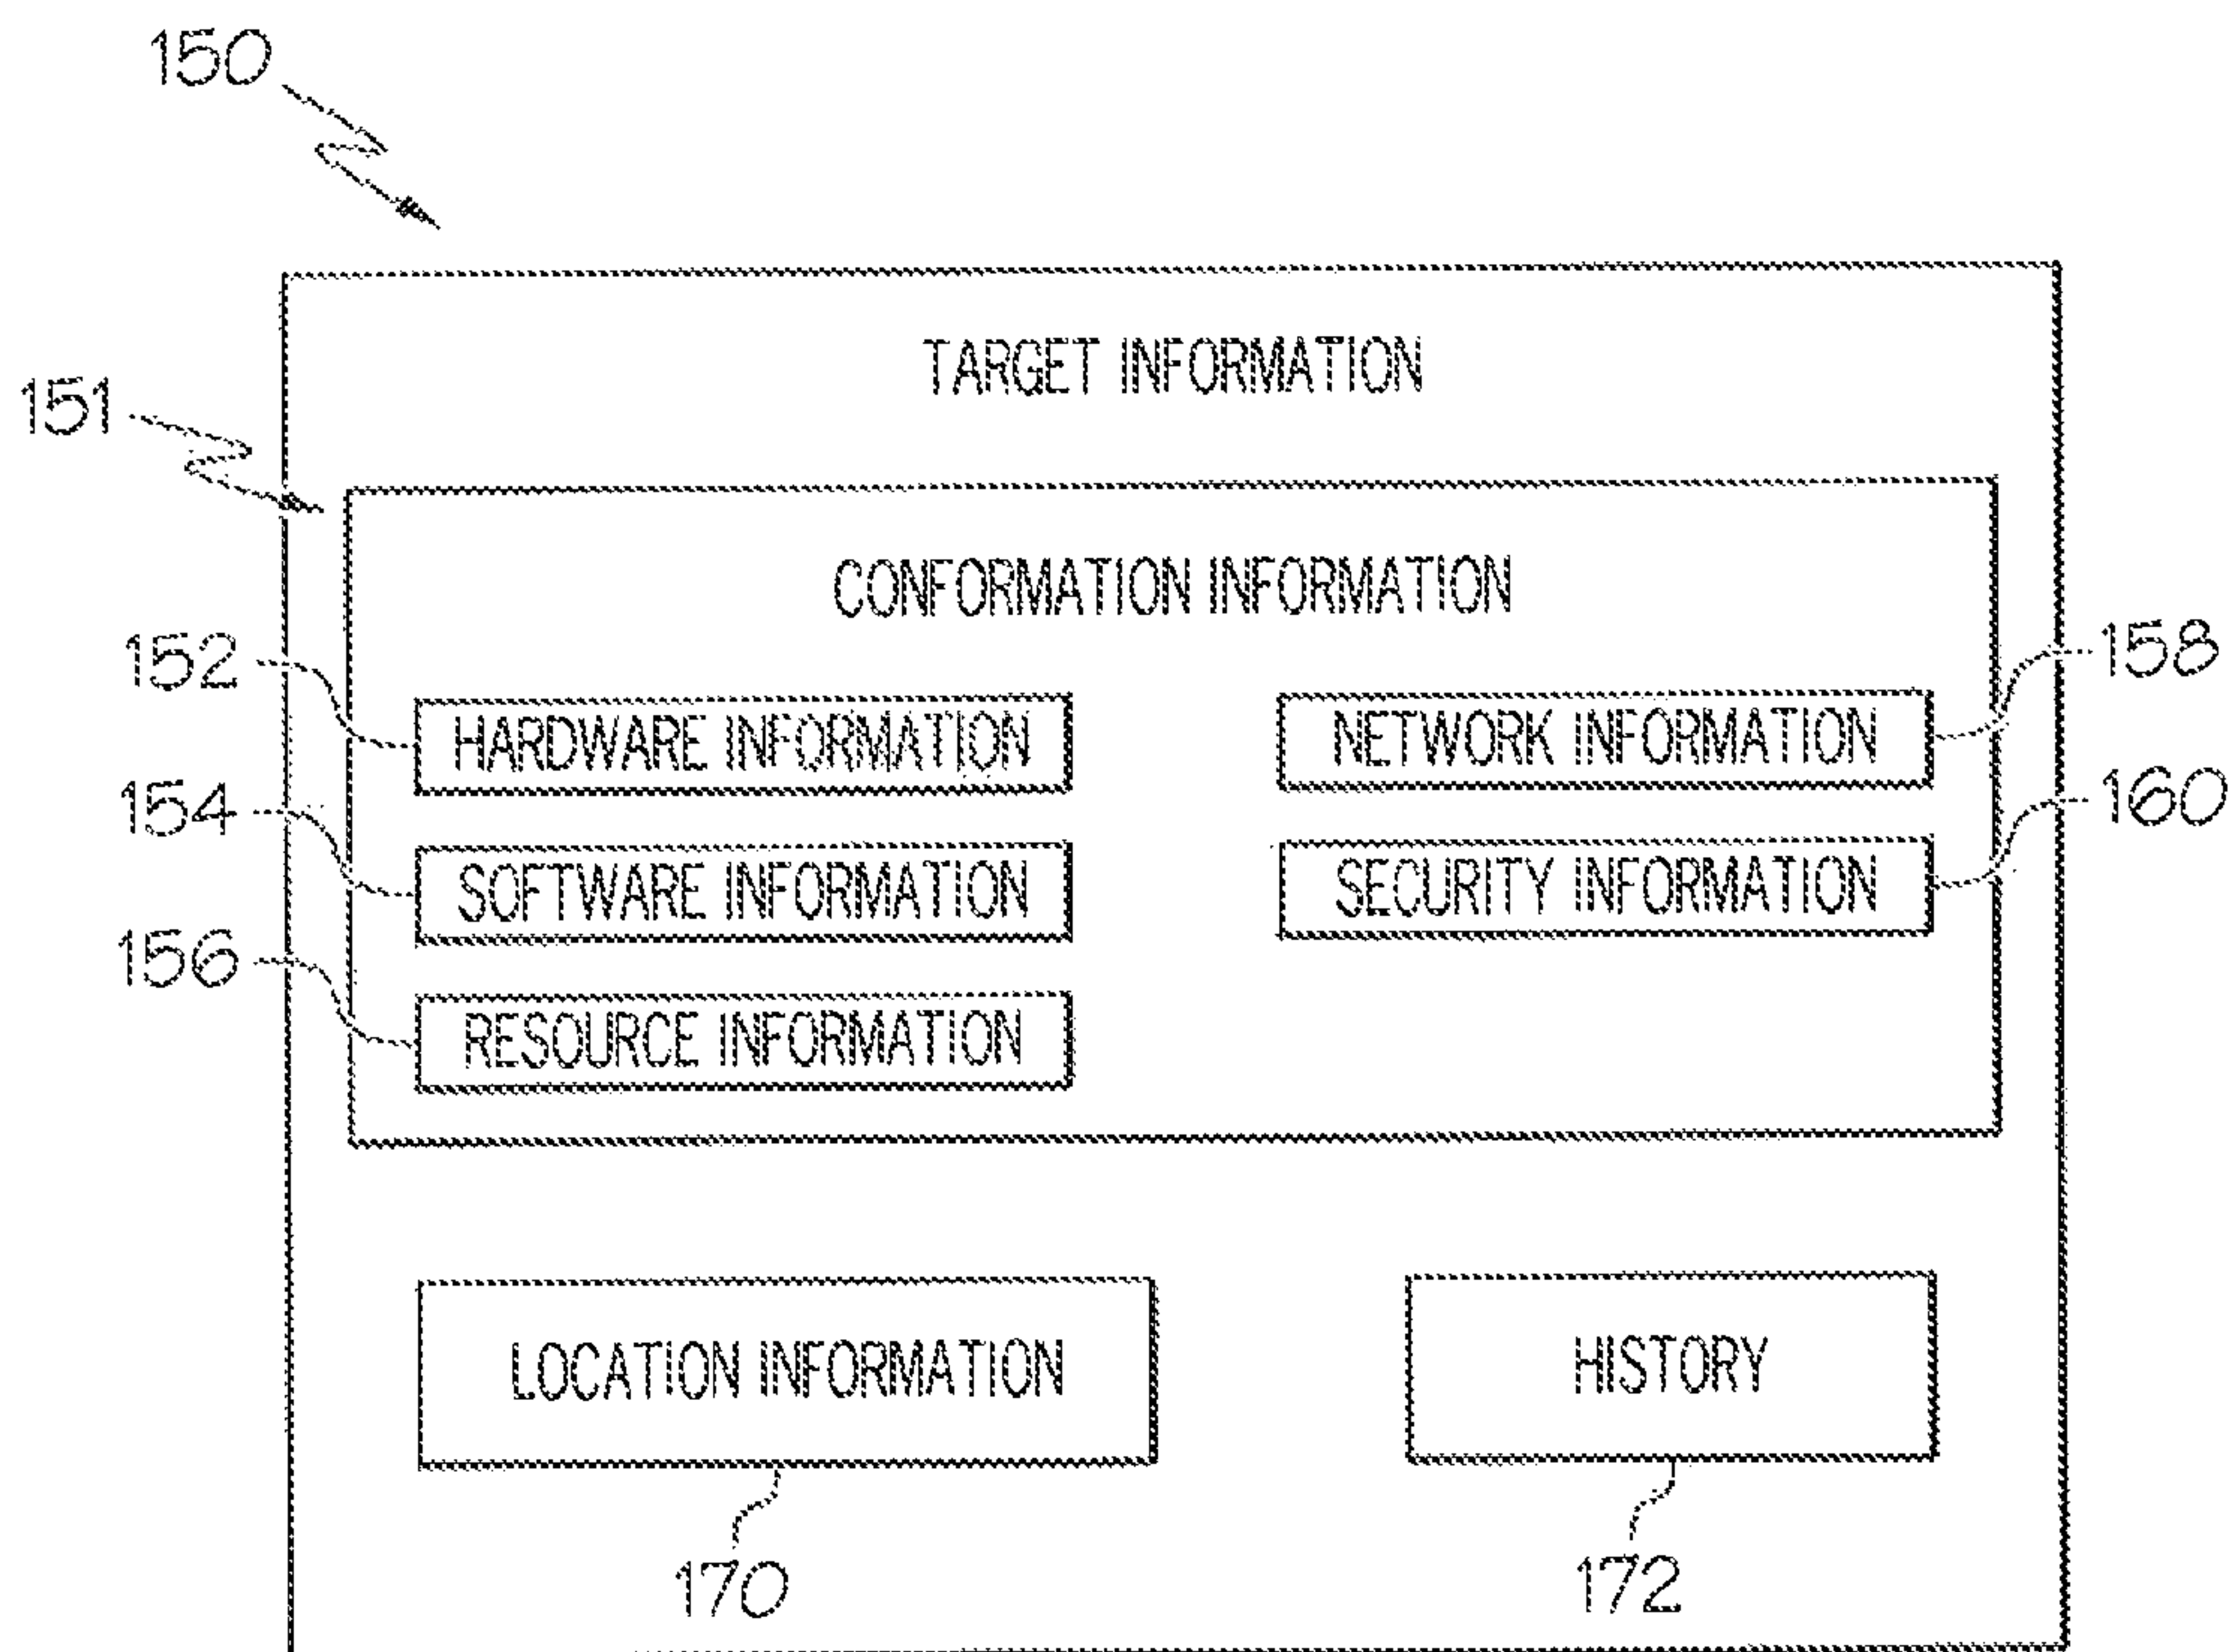 150
TARGET INFORMATION
151
CONFORMATION INFORMATION
152
HARDWARE INFORMATION
NETWORK INFORMATION
158
154
SOFTWARE INFORMATION
SECURITY INFORMATION
160
156
RESOURCE INFORMATION
LOCATION INFORMATION
HISTORY
170
172